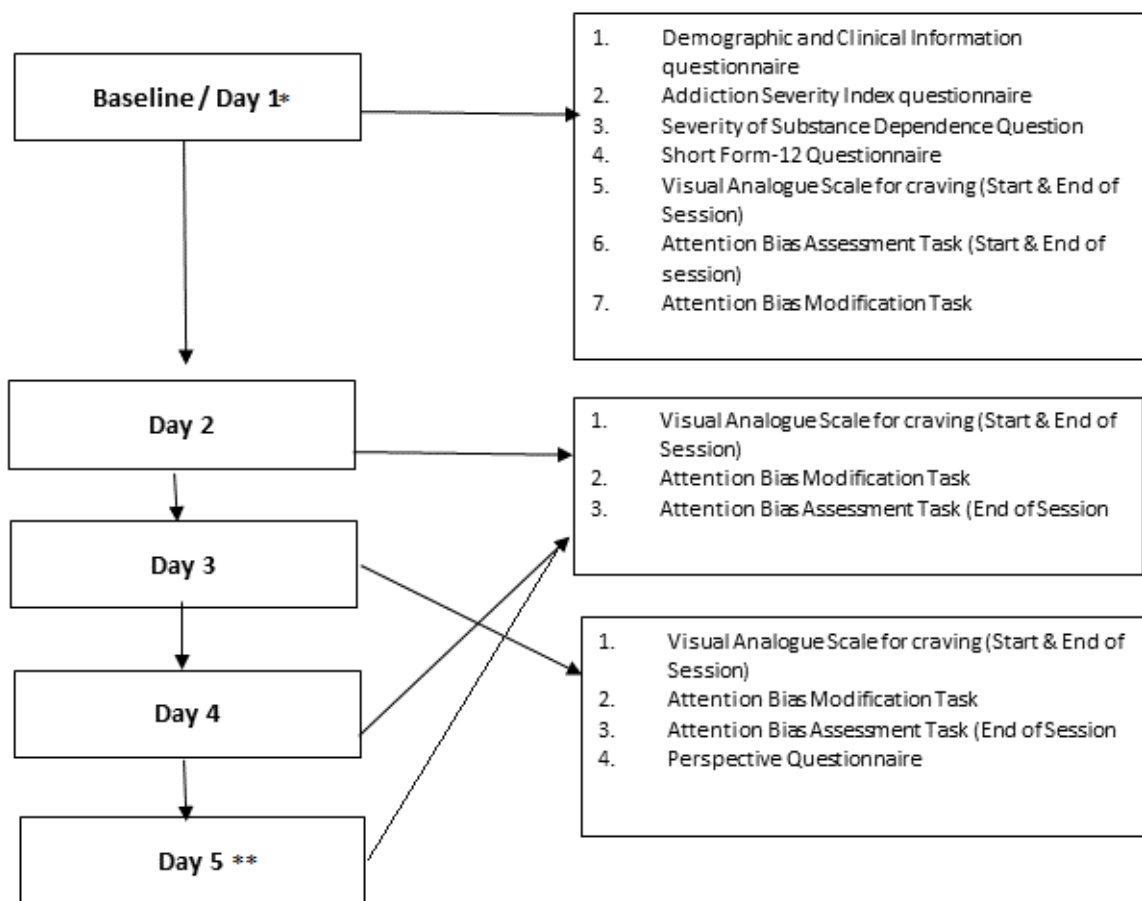 Baseline / Day 1*
1. Demographic and Clinical Information
questionnaire
2. Addiction Severity Index questionnaire
3. Severity of Substance Dependence Question
4. Short Form-12 Questionnaire
5. Visual Analogue Scale for craving (Start & End of
Session)
6. Attention Bias Assessment Task (Start & End of
session)
7. Attention Bias Modification Task
Day 2
1. Visual Analogue Scale for craving (Start & End of
Session)
2. Attention Bias Modification Task
3. Attention Bias Assessment Task (End of Session
Day 3
1. Visual Analogue Scale for craving (Start & End of
Session)
2. Attention Bias Modification Task
3. Attention Bias Assessment Task (End of Session
4. Perspective Questionnaire
Day 4
Day 5 **